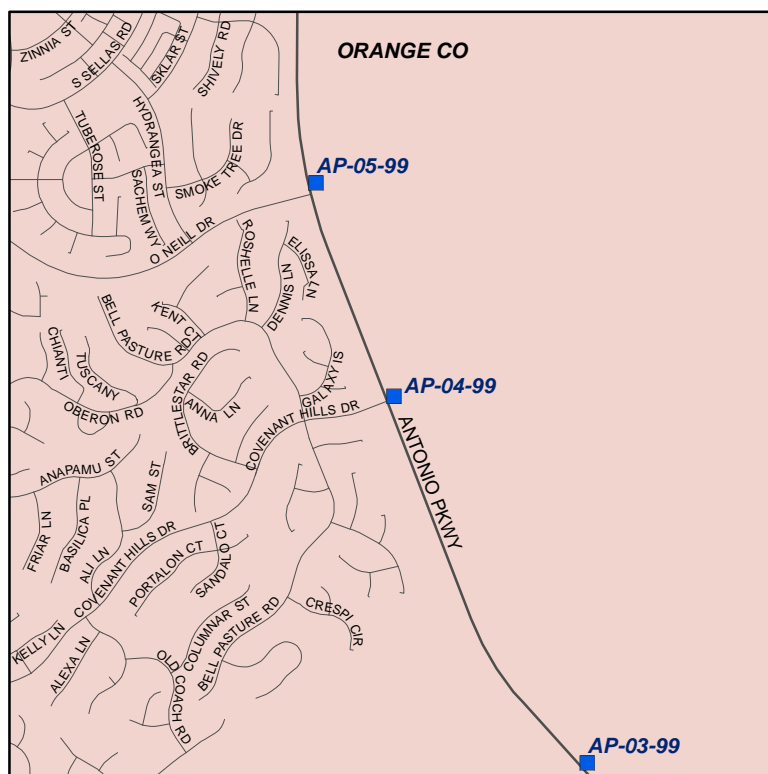 ZINNIA ST
S SELLAS RD
SKLAR ST
SHIVELY RD
ORANGE CO
HYDRANGEA ST
TUBEROSE ST
SACHEM WY
SMOKE TREE DR
AP-05-99
O NEILL DR
ROSHELLE LN
ELISSA LN
DENNIS LN
BELL PASTURE RD
KENT CT
CHIANTI
TUSCANY
OBERON RD
BRITTLESTAR RD
ANNA LN
GALAXY IS
COVENANT HILLS DR
AP-04-99
ANTONIO PKWY
ANAPAMU ST
SAM ST
FRIAR LN
BASILICA PL
ALI LN
COVENANT HILLS DR
PORTALON CT
SANDALO CT
KELLY LN
ALEXA LN
OLD COACH RD
COLUMNAR ST
BELL PASTURE RD
CRESPI CIR
AP-03-99